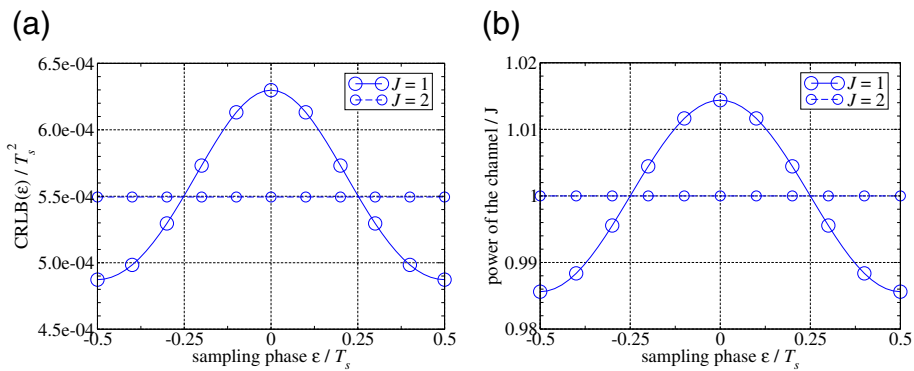 (a)
6.5e-04
6.0e-04
5.5e-04
5.0e-04
4.5e-04
CRLB(ε) / T_s^2
-0.5
-0.25
0
0.25
0.5
sampling phase ε / T_s
J = 1
J = 2
(b)
1.02
1.01
1
0.99
0.98
power of the channel / J
-0.5
-0.25
0
0.25
0.5
sampling phase ε / T_s
J = 1
J = 2